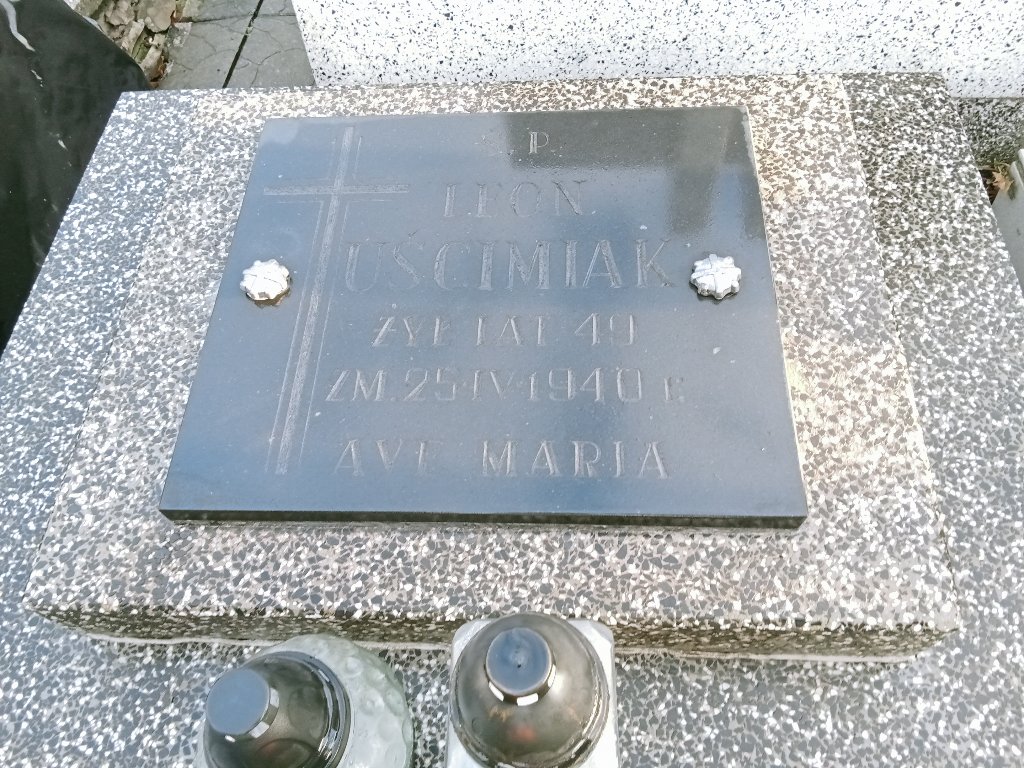 Ś. P.
LEON
UŚCIMIAK
ŻYŁ LAT 49
ZM. 25·IV·1940 r.
AVE MARIA